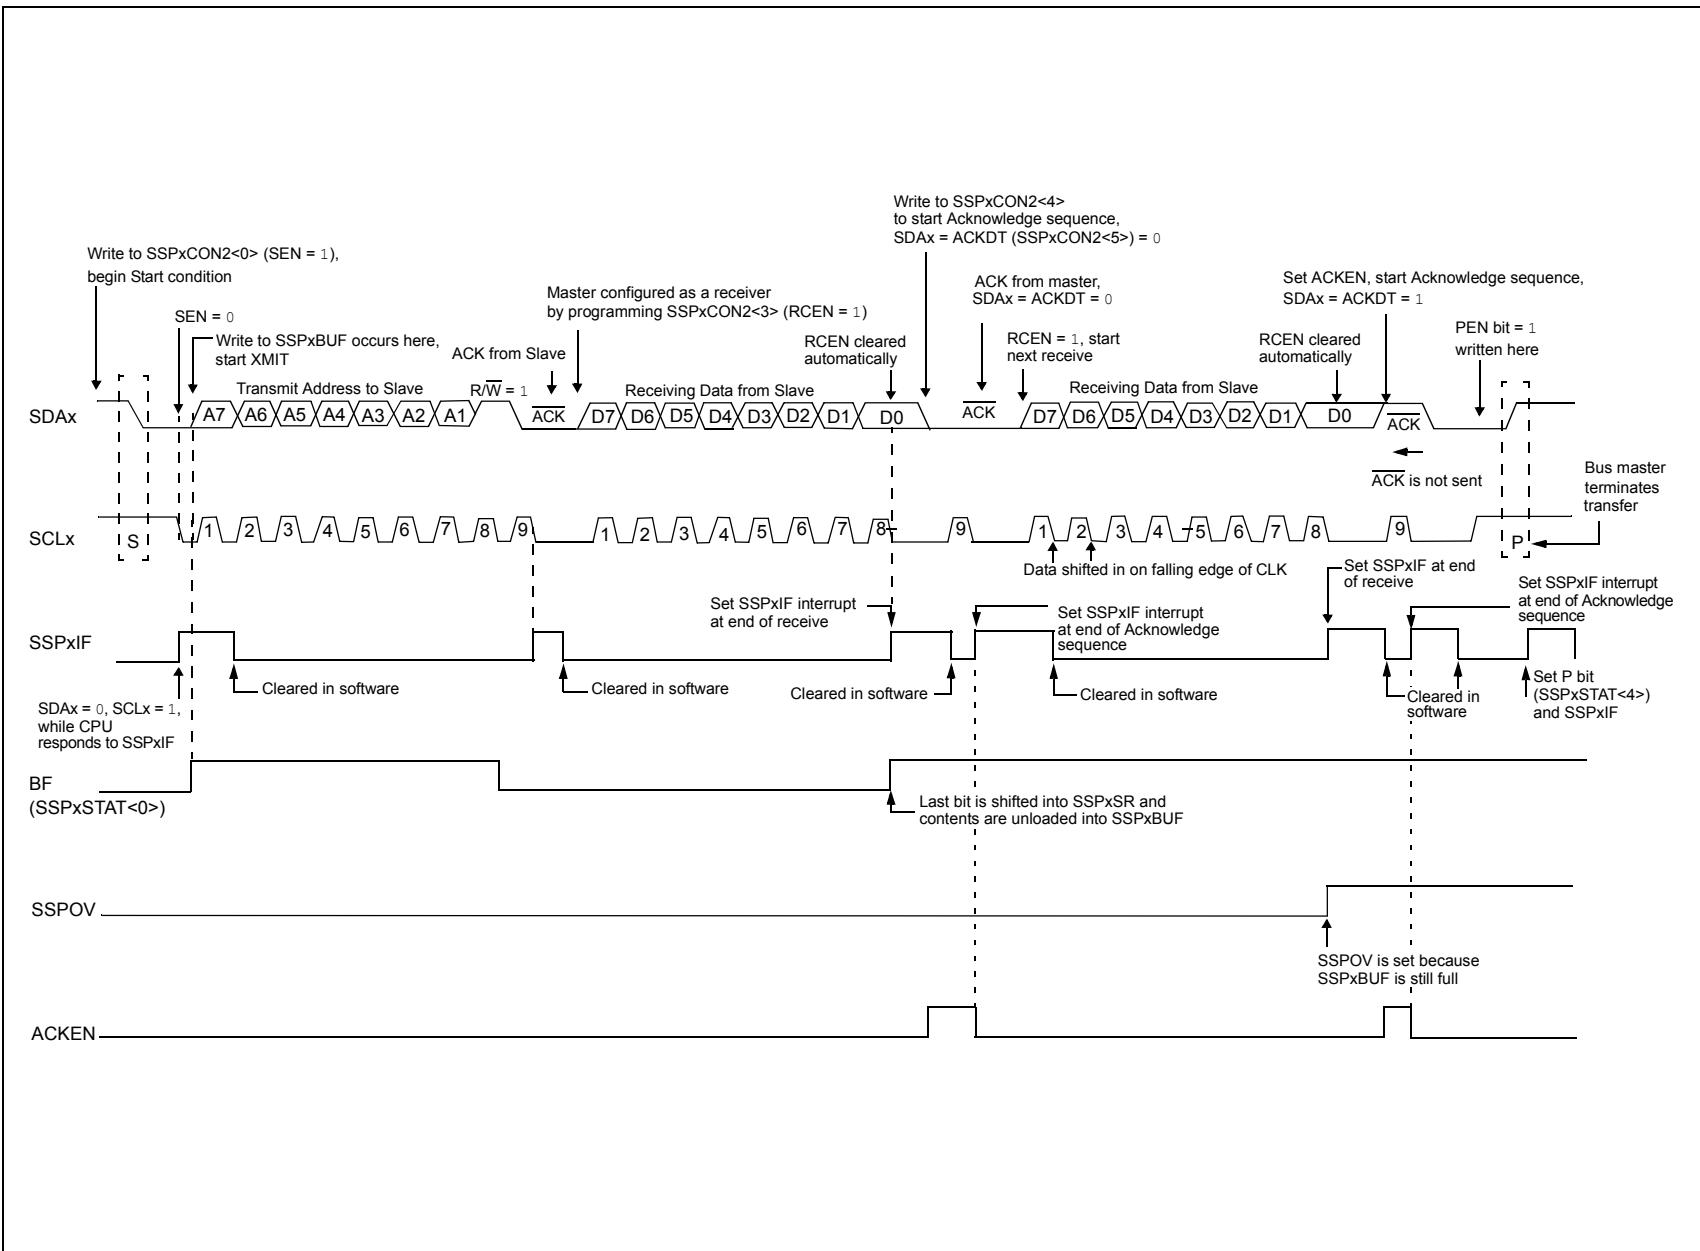 Write to SSPxCON2<4>
to start Acknowledge sequence,
SDAx = ACKDT (SSPxCON2<5>) = 0
Write to SSPxCON2<0> (SEN = 1),
begin Start condition
ACK from master,
SDAx = ACKDT = 0
Set ACKEN, start Acknowledge sequence,
SDAx = ACKDT = 1
Master configured as a receiver
by programming SSPxCON2<3> (RCEN = 1)
SEN = 0
Write to SSPxBUF occurs here,
start XMIT
ACK from Slave
RCEN cleared
automatically
RCEN = 1, start
next receive
RCEN cleared
automatically
PEN bit = 1
written here
Transmit Address to Slave
R/W = 1
Receiving Data from Slave
Receiving Data from Slave
SDAx
A7 A6 A5 A4 A3 A2 A1 ACK D7 D6 D5 D4 D3 D2 D1 D0 ACK D7 D6 D5 D4 D3 D2 D1 D0 ACK
ACK is not sent
Bus master
terminates
transfer
SCLx
S 1 2 3 4 5 6 7 8 9 1 2 3 4 5 6 7 8 9 1 2 3 4 5 6 7 8 9 P
Data shifted in on falling edge of CLK
Set SSPxIF interrupt
at end of receive
Set SSPxIF interrupt
at end of Acknowledge
sequence
Set SSPxIF at end
of receive
Set SSPxIF interrupt
at end of Acknowledge
sequence
SSPxIF
Cleared in software
Cleared in software
Cleared in software
Cleared in software
Cleared in
software
Set P bit
(SSPxSTAT<4>)
and SSPxIF
SDAx = 0, SCLx = 1,
while CPU
responds to SSPxIF
BF
(SSPxSTAT<0>)
Last bit is shifted into SSPxSR and
contents are unloaded into SSPxBUF
SSPOV
SSPOV is set because
SSPxBUF is still full
ACKEN